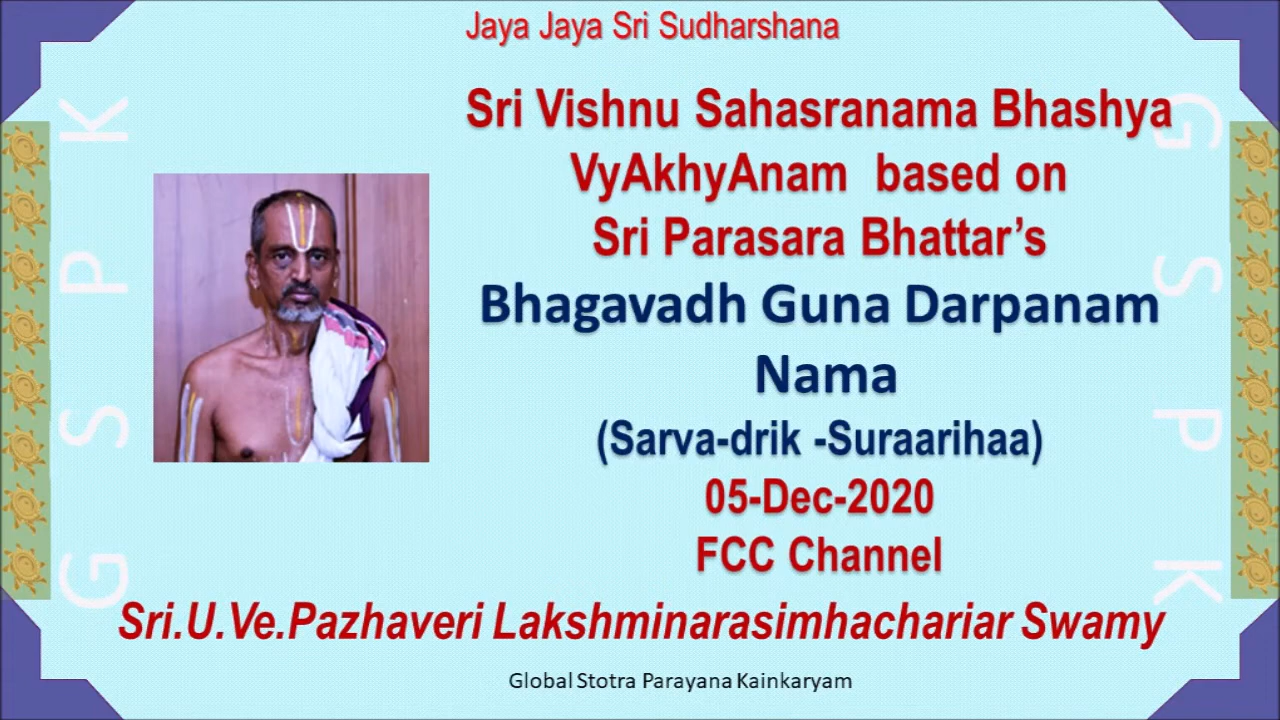 Jaya Jaya Sri Sudharshana
Sri Vishnu Sahasranama Bhashya
VyAkhyAnam based on
Sri Parasara Bhattar’s
Bhagavadh Guna Darpanam
Nama
(Sarva-drik -Suraarihaa)
05-Dec-2020
FCC Channel
Sri.U.Ve.Pazhaveri Lakshminarasimhachariar Swamy
Global Stotra Parayana Kainkaryam
G S P K
G S P K